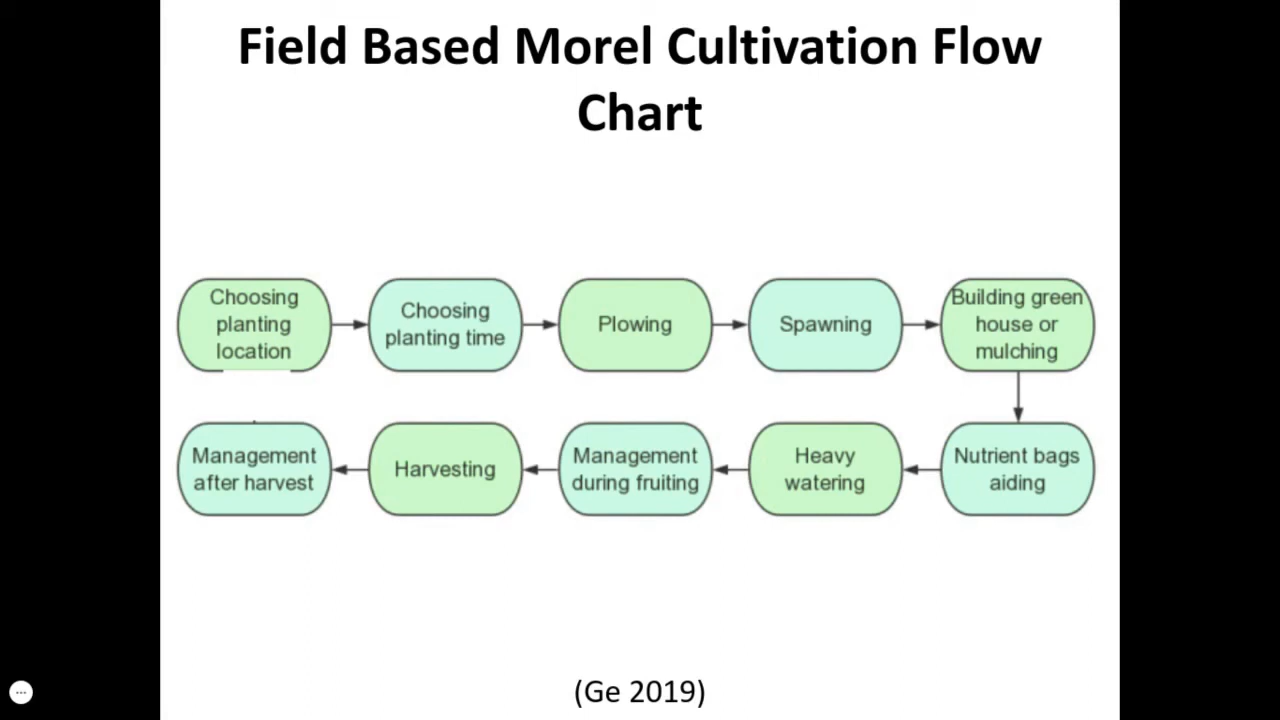 Field Based Morel Cultivation Flow
Chart
Choosing
planting
location
Choosing
planting time
Plowing
Spawning
Building green
house or
mulching
Nutrient bags
aiding
Heavy
watering
Management
during fruiting
Harvesting
Management
after harvest
(Ge 2019)